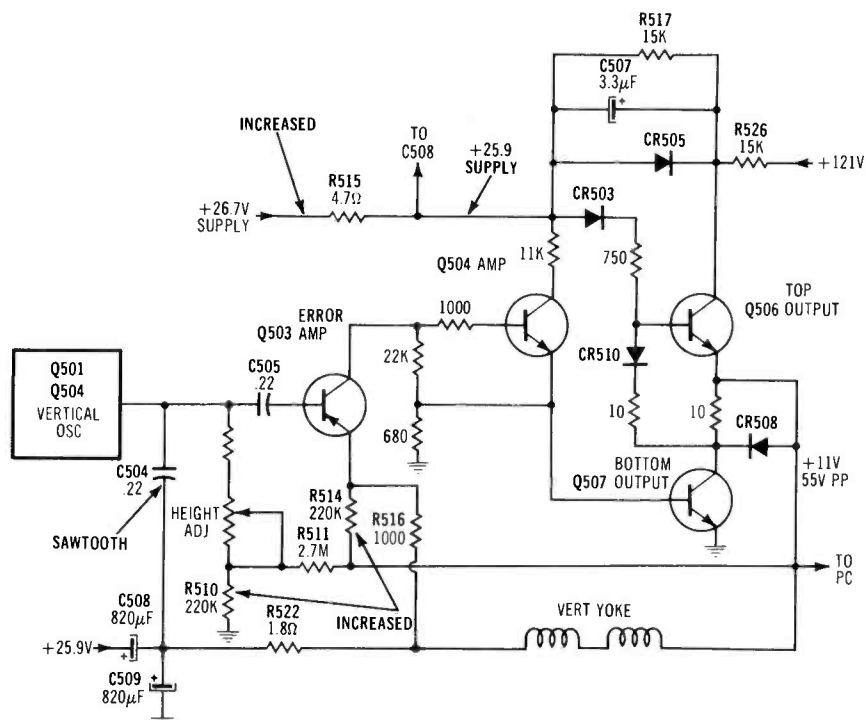 R517
15K
C507
3.3µF
+
INCREASED
TO
C508
+25.9
SUPPLY
CR505
R526
15K
+121V
R515
4.7Ω
+26.7V
SUPPLY
CR503
11K
750
Q504 AMP
TOP
Q506 OUTPUT
ERROR
Q503 AMP
1000
CR510
Q501
Q504
VERTICAL
OSC
C505
.22
22K
10
10
CR508
680
+11V
55V PP
BOTTOM
Q507 OUTPUT
C504
.22
SAWTOOTH
HEIGHT
ADJ
R514
220K
R516
1000
R511
2.7M
TO
PC
R510
220K
INCREASED
C508
820µF
R522
1.8Ω
VERT YOKE
+25.9V
+
+
C509
820µF